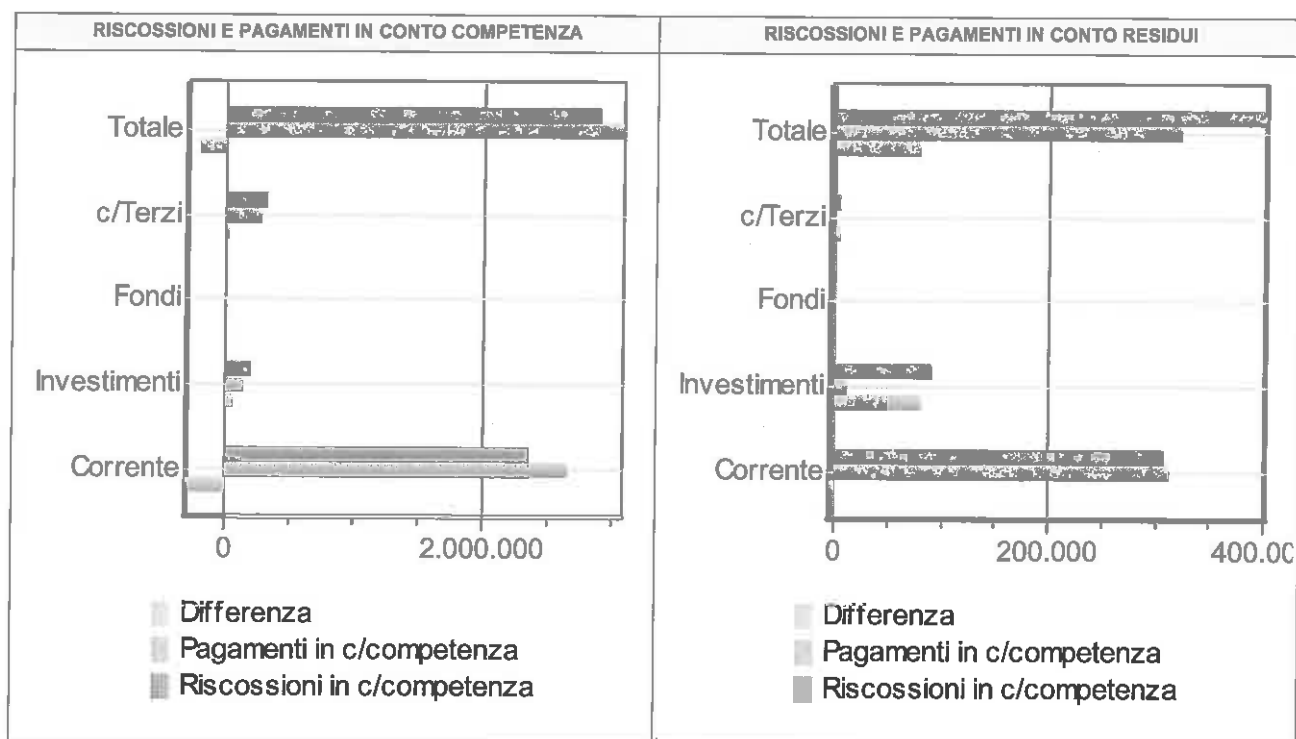 RISCOSSIONI E PAGAMENTI IN CONTO COMPETENZA
Totale
c/Terzi
Fondi
Investimenti
Corrente
0 2.000.000
Differenza
Pagamenti in c/competenza
Riscossioni in c/competenza
RISCOSSIONI E PAGAMENTI IN CONTO RESIDUI
Totale
c/Terzi
Fondi
Investimenti
Corrente
0 200.000 400.00
Differenza
Pagamenti in c/competenza
Riscossioni in c/competenza